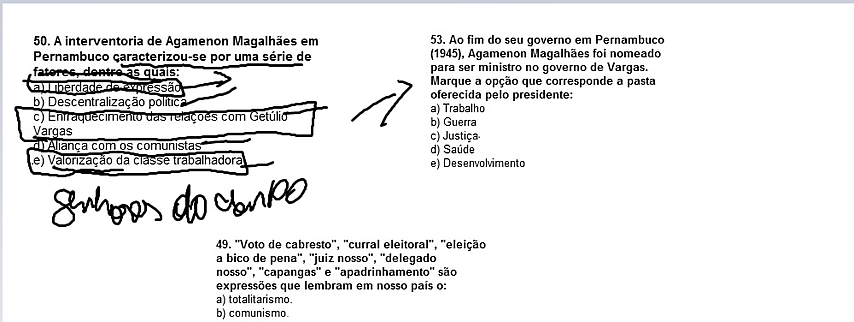 50. A interventoria de Agamenon Magalhães em
Pernambuco caracterizou-se por uma série de
fatores, dentre as quais:
a) Liberdade de expressão
b) Descentralização política
c) Enfraquecimento das relações com Getúlio
Vargas
d) Aliança com os comunistas
e) Valorização da classe trabalhadora
senhores do campo
53. Ao fim do seu governo em Pernambuco
(1945), Agamenon Magalhães foi nomeado
para ser ministro no governo de Vargas.
Marque a opção que corresponde a pasta
oferecida pelo presidente:
a) Trabalho
b) Guerra
c) Justiça
d) Saúde
e) Desenvolvimento
49. "Voto de cabresto", "curral eleitoral", "eleição
a bico de pena", "juiz nosso", "delegado
nosso", "capangas" e "apadrinhamento" são
expressões que lembram em nosso país o:
a) totalitarismo.
b) comunismo.